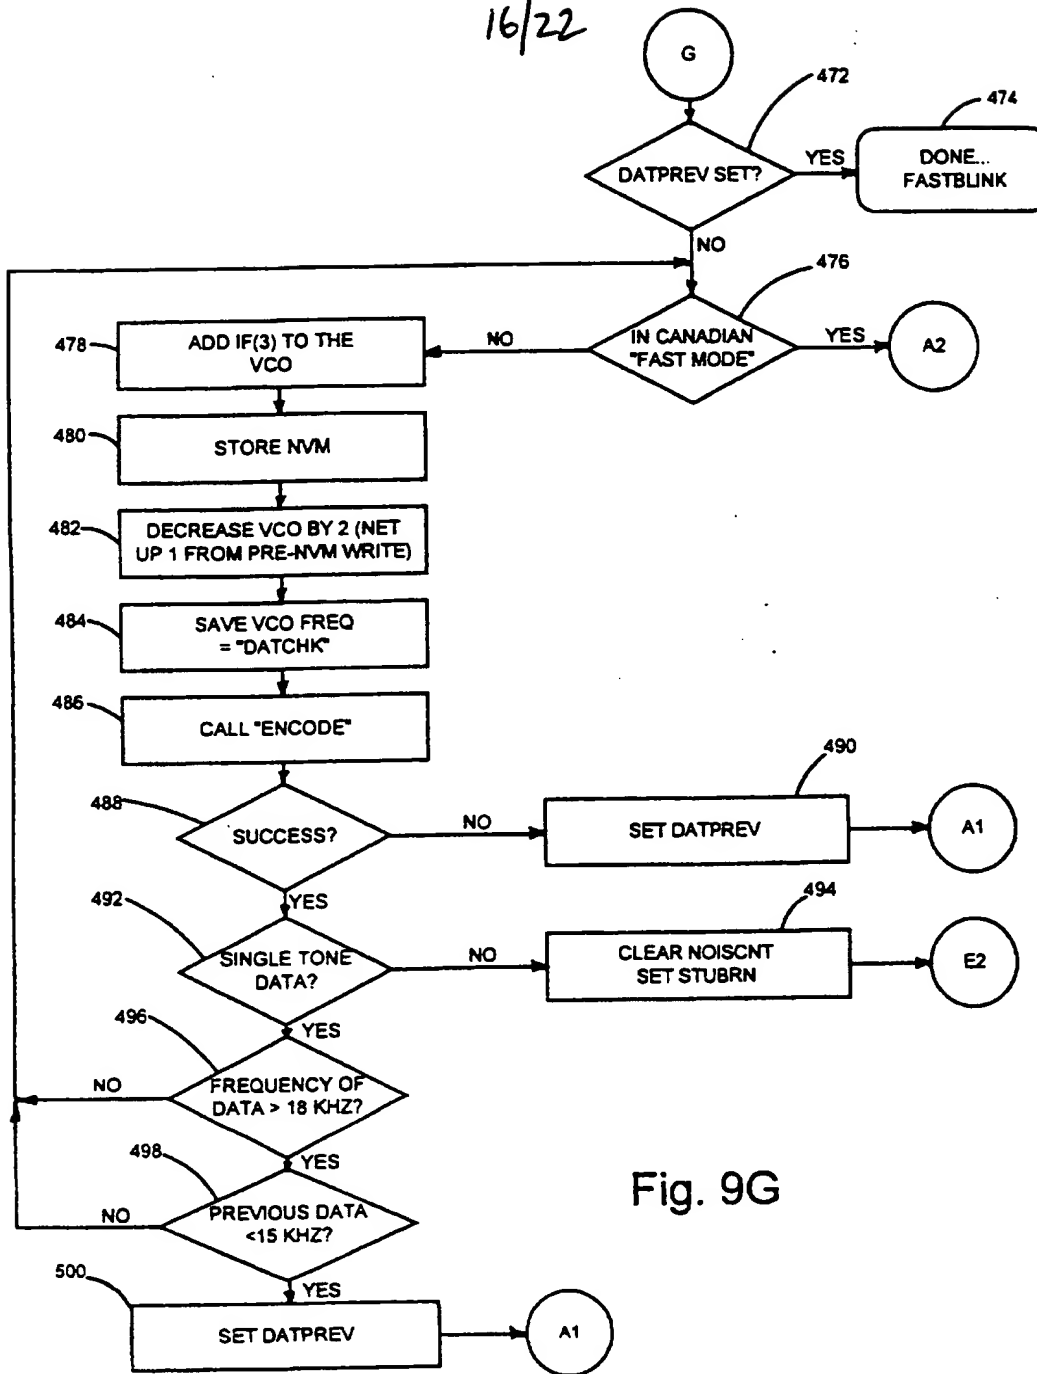 16/22
G
472
474
DATPREV SET?
YES
DONE...
FASTBLINK
NO
476
IN CANADIAN
"FAST MODE"
YES
A2
NO
478
ADD IF(3) TO THE
VCO
480
STORE NVM
482
DECREASE VCO BY 2 (NET
UP 1 FROM PRE-NVM WRITE)
484
SAVE VCO FREQ
= "DATCHK"
486
CALL "ENCODE"
488
SUCCESS?
NO
490
SET DATPREV
A1
YES
492
SINGLE TONE
DATA?
NO
494
CLEAR NOISCNT
SET STUBRN
E2
YES
496
FREQUENCY OF
DATA > 18 KHZ?
NO
YES
498
PREVIOUS DATA
<15 KHZ?
NO
YES
500
SET DATPREV
A1
Fig. 9G